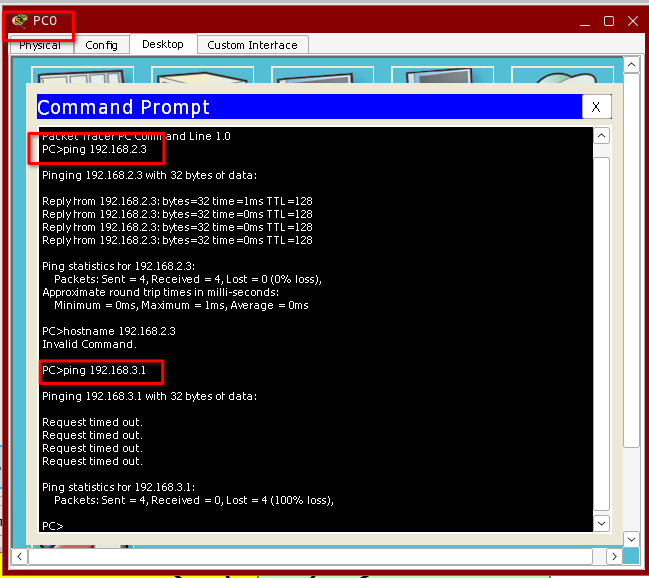 PC0
Physical
Config
Desktop
Custom Interface
Command Prompt
X
Packet Tracer PC Command Line 1.0
PC>ping 192.168.2.3
Pinging 192.168.2.3 with 32 bytes of data:
Reply from 192.168.2.3: bytes=32 time=1ms TTL=128
Reply from 192.168.2.3: bytes=32 time=0ms TTL=128
Reply from 192.168.2.3: bytes=32 time=0ms TTL=128
Reply from 192.168.2.3: bytes=32 time=0ms TTL=128
Ping statistics for 192.168.2.3:
Packets: Sent = 4, Received = 4, Lost = 0 (0% loss),
Approximate round trip times in milli-seconds:
Minimum = 0ms, Maximum = 1ms, Average = 0ms
PC>hostname 192.168.2.3
Invalid Command.
PC>ping 192.168.3.1
Pinging 192.168.3.1 with 32 bytes of data:
Request timed out.
Request timed out.
Request timed out.
Request timed out.
Ping statistics for 192.168.3.1:
Packets: Sent = 4, Received = 0, Lost = 4 (100% loss),
PC>